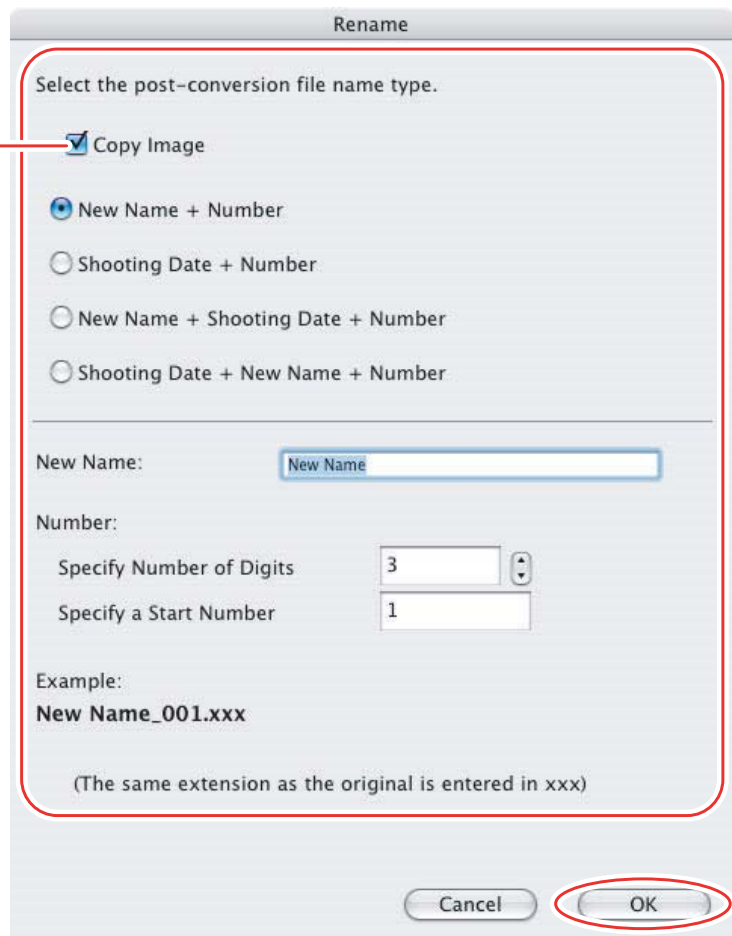 Rename
Select the post-conversion file name type.
Copy Image
New Name + Number
Shooting Date + Number
New Name + Shooting Date + Number
Shooting Date + New Name + Number
New Name: New Name
Number:
Specify Number of Digits 3
Specify a Start Number 1
Example:
New Name_001.xxx
(The same extension as the original is entered in xxx)
Cancel OK